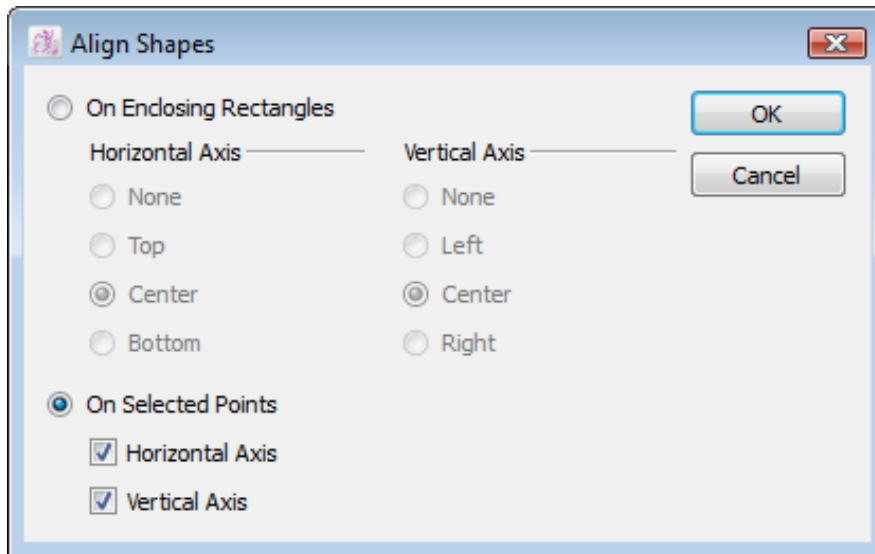 Align Shapes
On Enclosing Rectangles
OK
Horizontal Axis Vertical Axis
Cancel
None None
Top Left
Center Center
Bottom Right
On Selected Points
Horizontal Axis
Vertical Axis